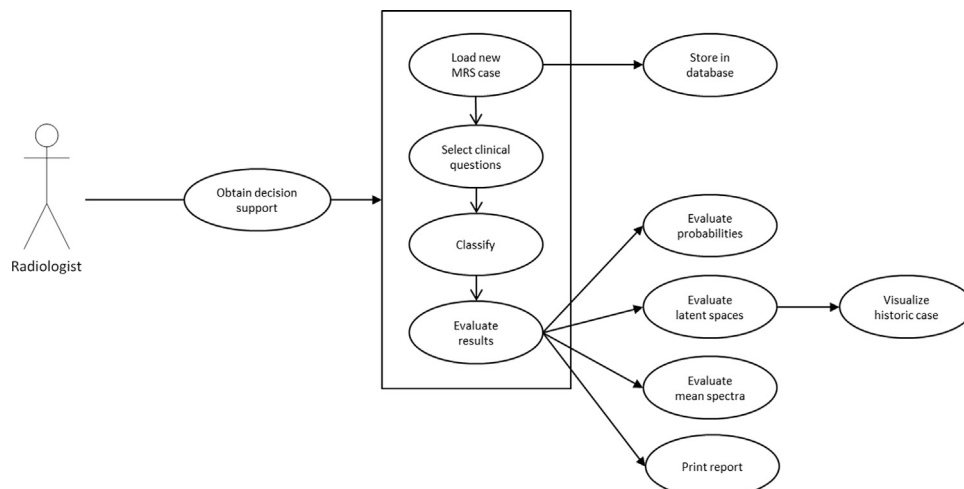 Load new
MRS case
Store in
database
Select clinical
questions
Obtain decision
support
Radiologist
Classify
Evaluate
results
Evaluate
probabilities
Evaluate
latent spaces
Visualize
historic case
Evaluate
mean spectra
Print report